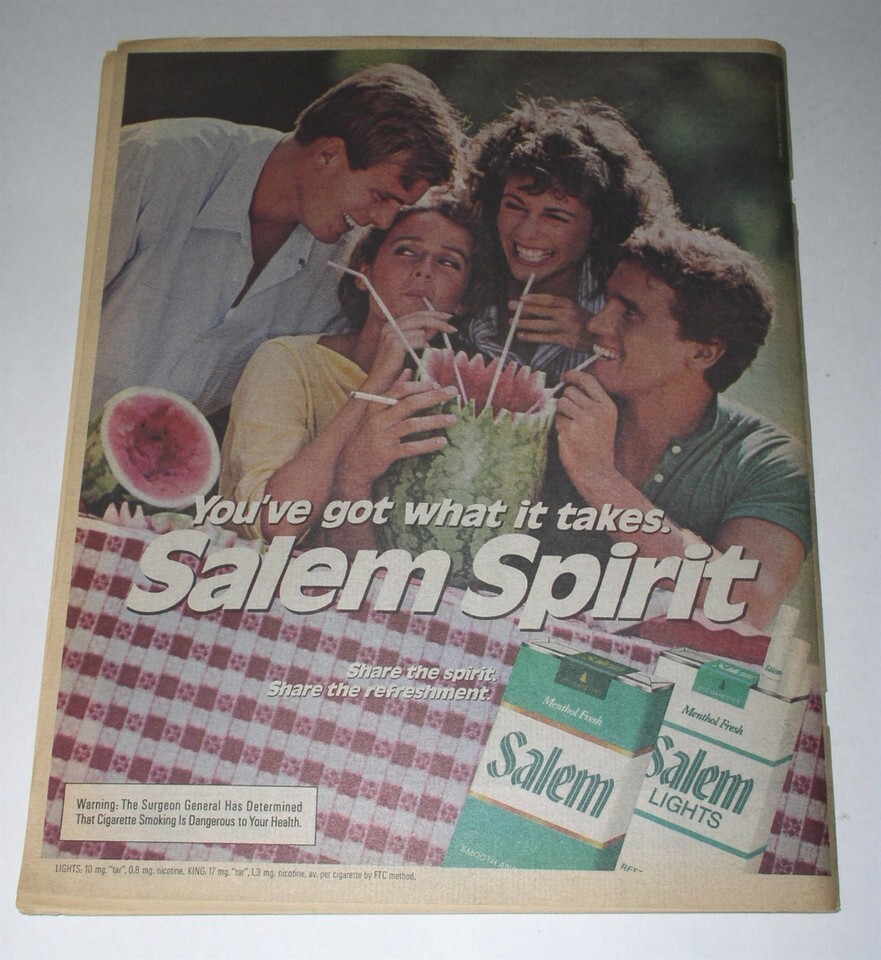 You've got what it takes.
Salem Spirit
Share the spirit.
Share the refreshment.
Menthol Fresh
Salem
Menthol Fresh
Salem
LIGHTS
Salem
Warning: The Surgeon General Has Determined
That Cigarette Smoking Is Dangerous to Your Health.
LIGHTS: 10 mg. "tar", 0.8 mg. nicotine, KING: 17 mg. "tar", 1.3 mg. nicotine, av. per cigarette by FTC method.